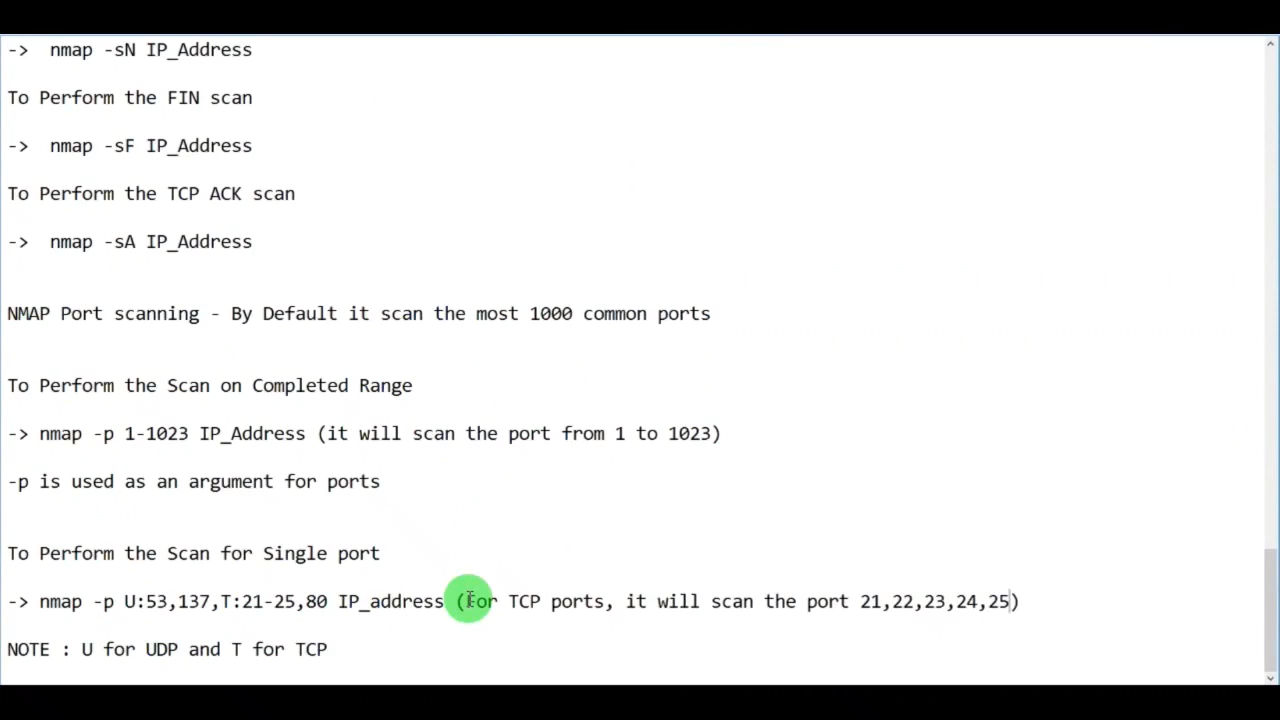 -> nmap -sN IP_Address
To Perform the FIN scan
-> nmap -sF IP_Address
To Perform the TCP ACK scan
-> nmap -sA IP_Address
NMAP Port scanning - By Default it scan the most 1000 common ports
To Perform the Scan on Completed Range
-> nmap -p 1-1023 IP_Address (it will scan the port from 1 to 1023)
-p is used as an argument for ports
To Perform the Scan for Single port
-> nmap -p U:53,137,T:21-25,80 IP_address (for TCP ports, it will scan the port 21,22,23,24,25)
NOTE : U for UDP and T for TCP